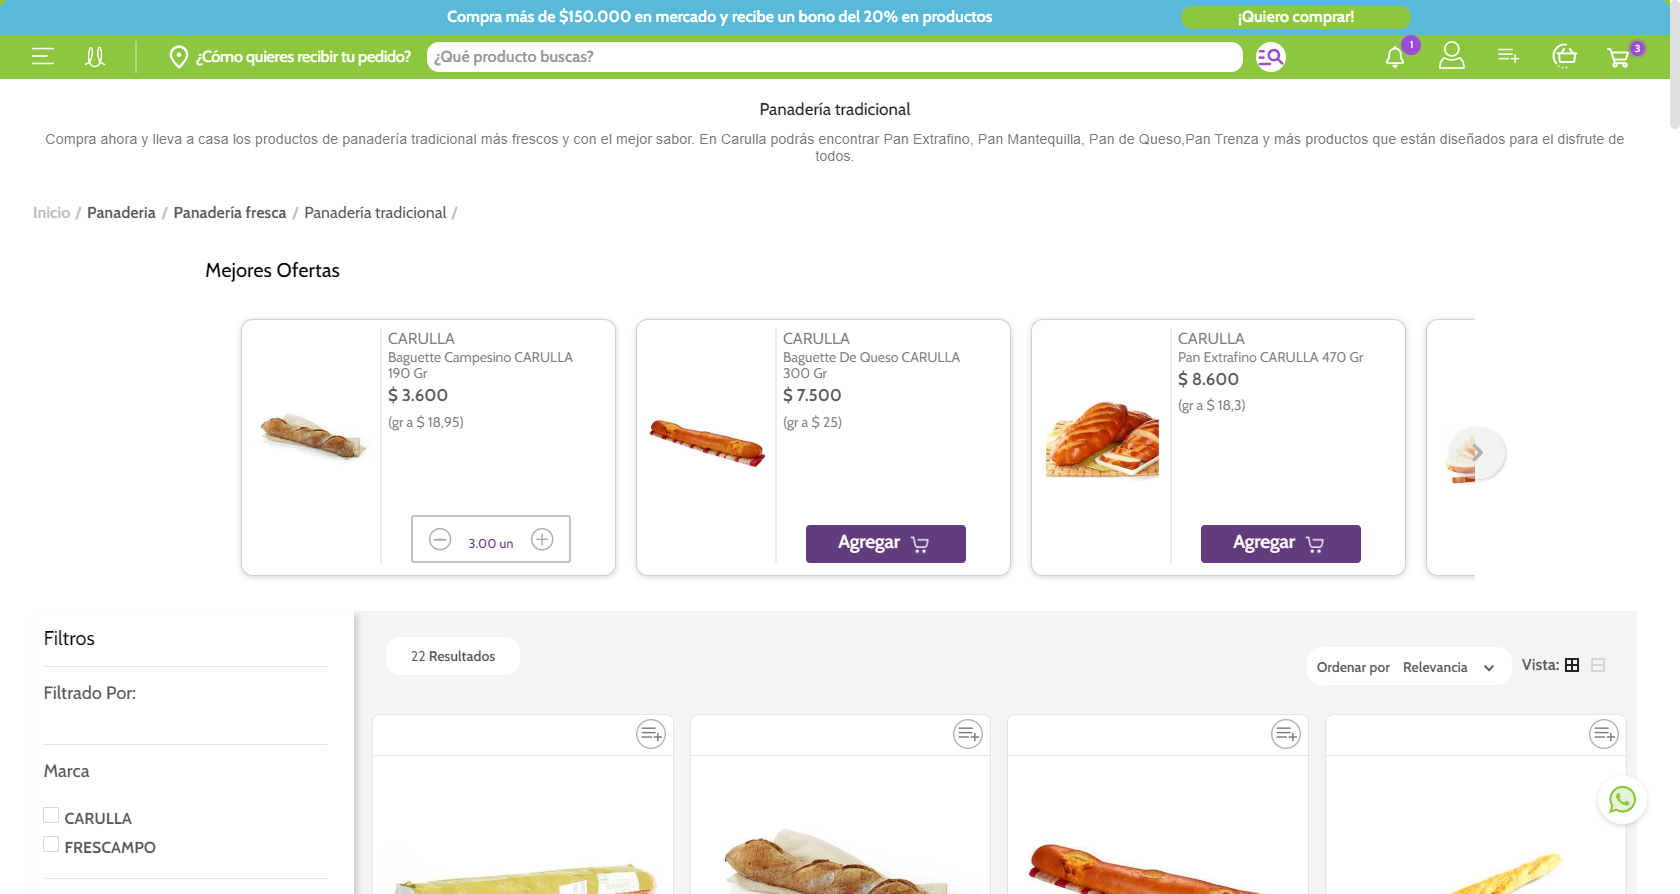 Compra más de $150.000 en mercado y recibe un bono del 20% en productos
¡Quiero comprar!
¿Cómo quieres recibir tu pedido?
¿Qué producto buscas?
1
3
Panadería tradicional
Compra ahora y lleva a casa los productos de panadería tradicional más frescos y con el mejor sabor. En Carulla podrás encontrar Pan Extrafino, Pan Mantequilla, Pan de Queso,Pan Trenza y más productos que están diseñados para el disfrute de
todos.
Inicio / Panaderia / Panadería fresca / Panadería tradicional /
Mejores Ofertas
CARULLA
Baguette Campesino CARULLA
190 Gr
$ 3.600
(gr a $ 18,95)
3.00 un
CARULLA
Baguette De Queso CARULLA
300 Gr
$ 7.500
(gr a $ 25)
Agregar
CARULLA
Pan Extrafino CARULLA 470 Gr
$ 8.600
(gr a $ 18,3)
Agregar
Filtros
Filtrado Por:
Marca
CARULLA
FRESCAMPO
22 Resultados
Ordenar por Relevancia
Vista: